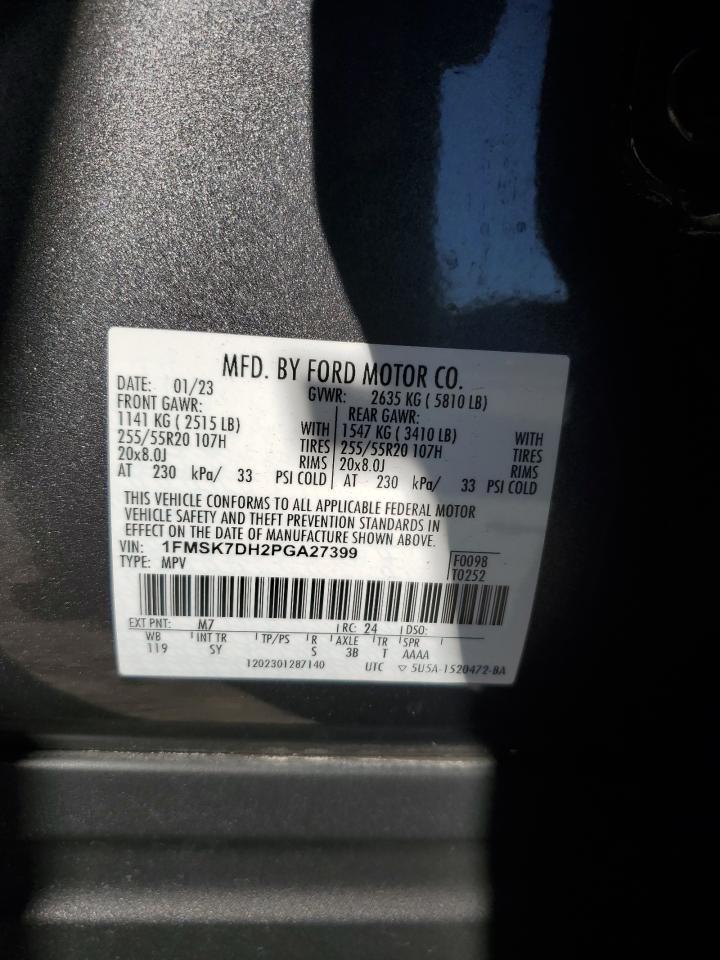 MFD. BY FORD MOTOR CO.
DATE: 01/23 GVWR: 2635 KG ( 5810 LB)
FRONT GAWR: REAR GAWR:
1141 KG ( 2515 LB) WITH 1547 KG ( 3410 LB) WITH
255/55R20 107H TIRES 255/55R20 107H TIRES
20x8.0J RIMS 20x8.0J RIMS
AT 230 kPa/ 33 PSI COLD AT 230 kPa/ 33 PSI COLD
THIS VEHICLE CONFORMS TO ALL APPLICABLE FEDERAL MOTOR
VEHICLE SAFETY AND THEFT PREVENTION STANDARDS IN
EFFECT ON THE DATE OF MANUFACTURE SHOWN ABOVE.
VIN: 1FMSK7DH2PGA27399 F0098
TYPE: MPV T0252
EXT PNT: M7 RC: 24 DSO:
WB INT TR TP/PS R AXLE TR SPR
119 SY S 3B T AAAA
1202301287140 UTC ▽ 5U5A-1520472-BA